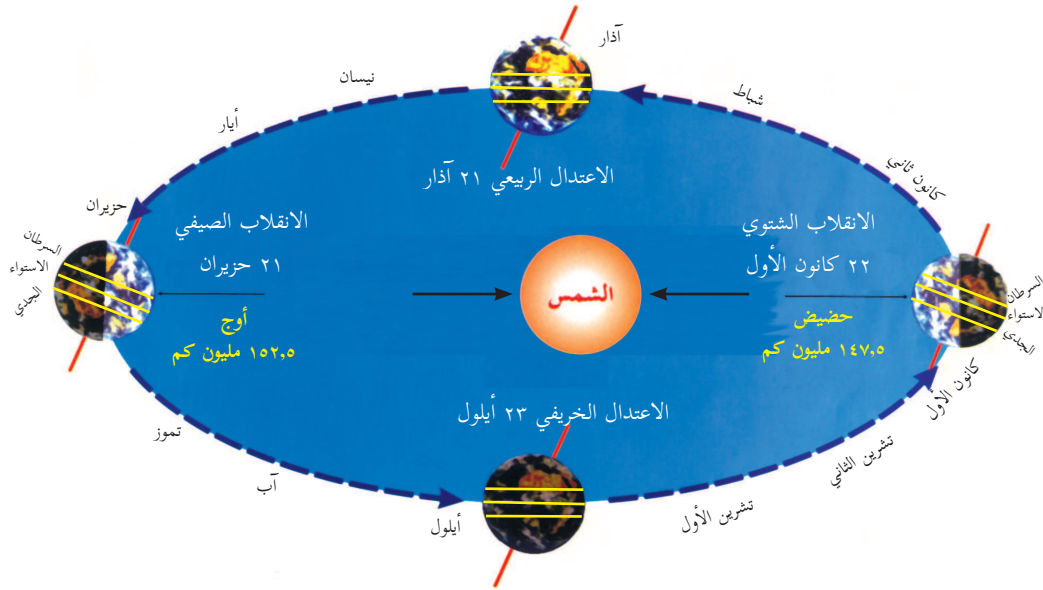 آذار
نيسان
شباط
أيار
كانون ثاني
الاعتدال الربيعي ٢١ آذار
حزيران
الانقلاب الشتوي
٢٢ كانون الأول
الانقلاب الصيفي
٢١ حزيران
السرطان
الاستواء
الجدي
الشمس
السرطان
الاستواء
الجدي
حضيض
١٤٧,٥ مليون كم
أوج
١٥٢,٥ مليون كم
كانون الأول
الاعتدال الخريفي ٢٣ أيلول
تموز
تشرين الثاني
آب
تشرين الأول
أيلول